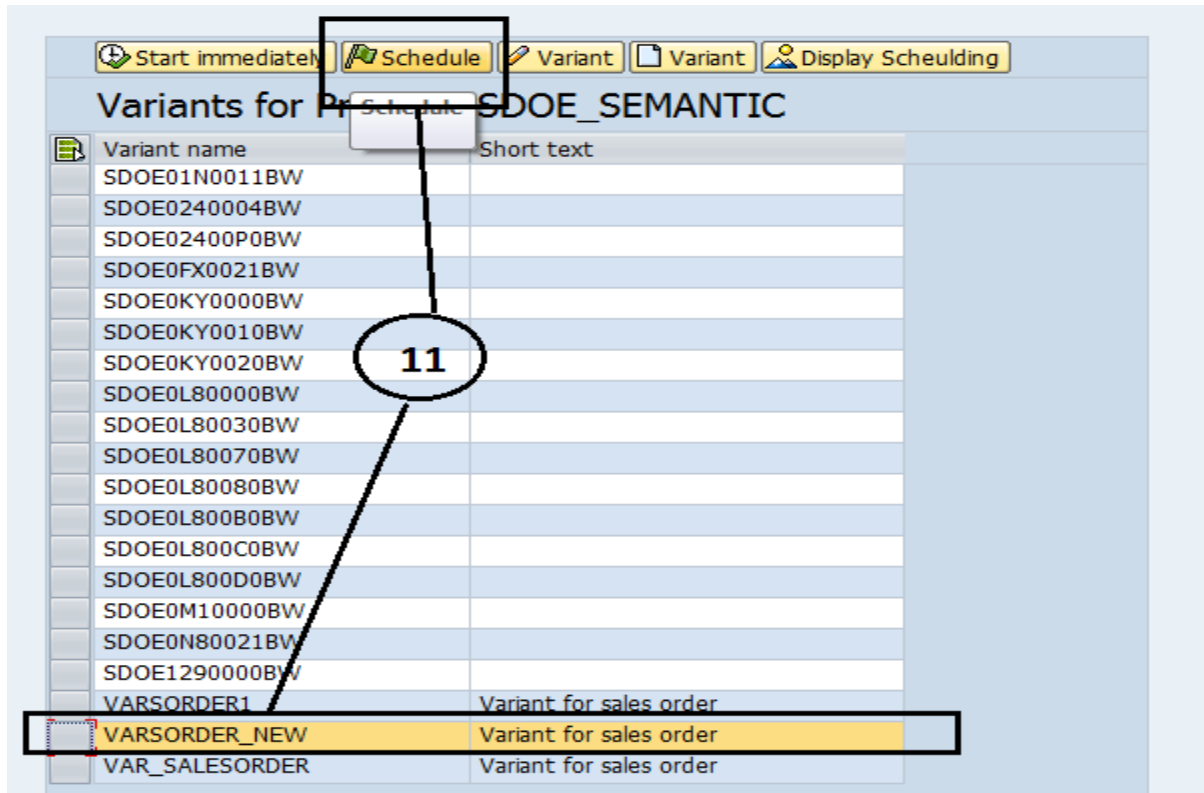 Start immediately Schedule Variant Variant Display Scheulding
Variants for Pr SDOE_SEMANTIC
Schedule
Variant name Short text
SDOE01N0011BW
SDOE0240004BW
SDOE02400P0BW
SDOE0FX0021BW
SDOE0KY0000BW
SDOE0KY0010BW
SDOE0KY0020BW
11
SDOE0L80000BW
SDOE0L80030BW
SDOE0L80070BW
SDOE0L80080BW
SDOE0L800B0BW
SDOE0L800C0BW
SDOE0L800D0BW
SDOE0M10000BW
SDOE0N80021BW
SDOE1290000BW
VARSORDER1 Variant for sales order
VARSORDER_NEW Variant for sales order
VAR_SALESORDER Variant for sales order